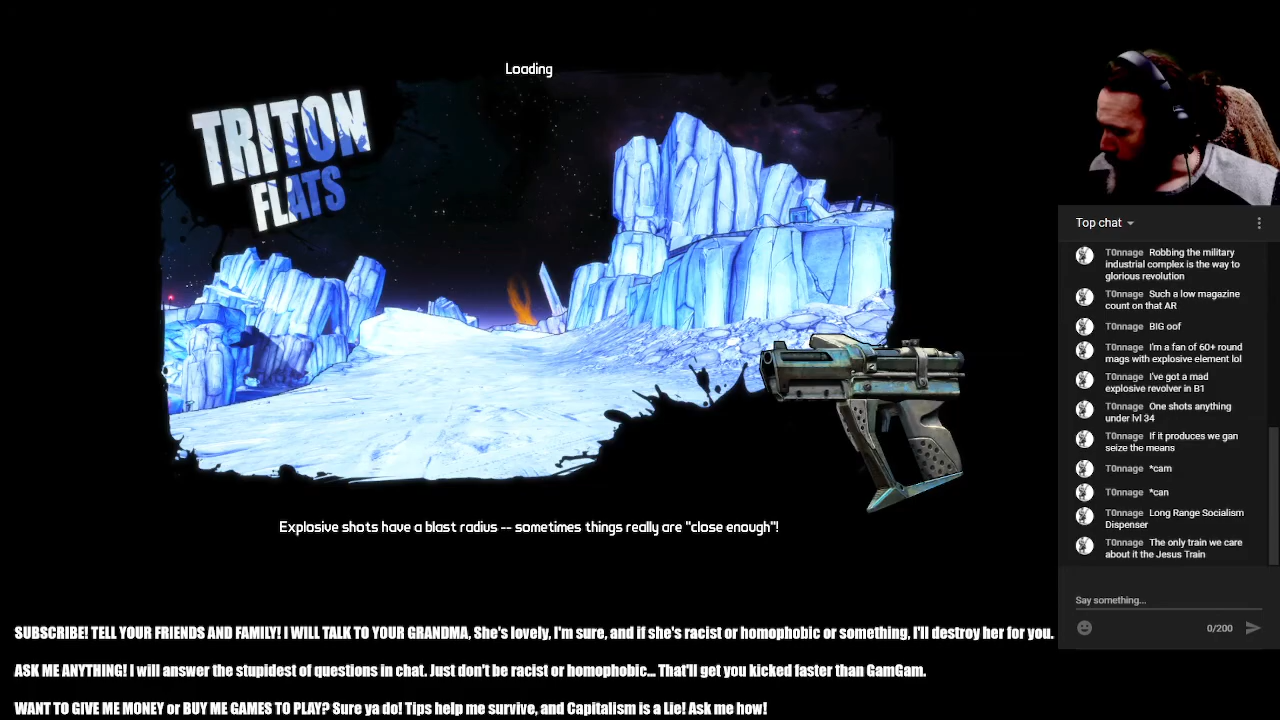 Loading
TRITON
FLATS
Explosive shots have a blast radius -- sometimes things really are "close enough"!
Top chat
T0nnage Robbing the military
industrial complex is the way to
glorious revolution
T0nnage Such a low magazine
count on that AR
T0nnage BIG oof
T0nnage I'm a fan of 60+ round
mags with explosive element lol
T0nnage I've got a mad
explosive revolver in B1
T0nnage One shots anything
under lvl 34
T0nnage If it produces we gan
seize the means
T0nnage *cam
T0nnage *can
T0nnage Long Range Socialism
Dispenser
T0nnage The only train we care
about it the Jesus Train
Say something...
0/200
SUBSCRIBE! TELL YOUR FRIENDS AND FAMILY! I WILL TALK TO YOUR GRANDMA, She's lovely, I'm sure, and if she's racist or homophobic or something, I'll destroy her for you.
ASK ME ANYTHING! I will answer the stupidest of questions in chat. Just don't be racist or homophobic... That'll get you kicked faster than GamGam.
WANT TO GIVE ME MONEY or BUY ME GAMES TO PLAY? Sure ya do! Tips help me survive, and Capitalism is a Lie! Ask me how!